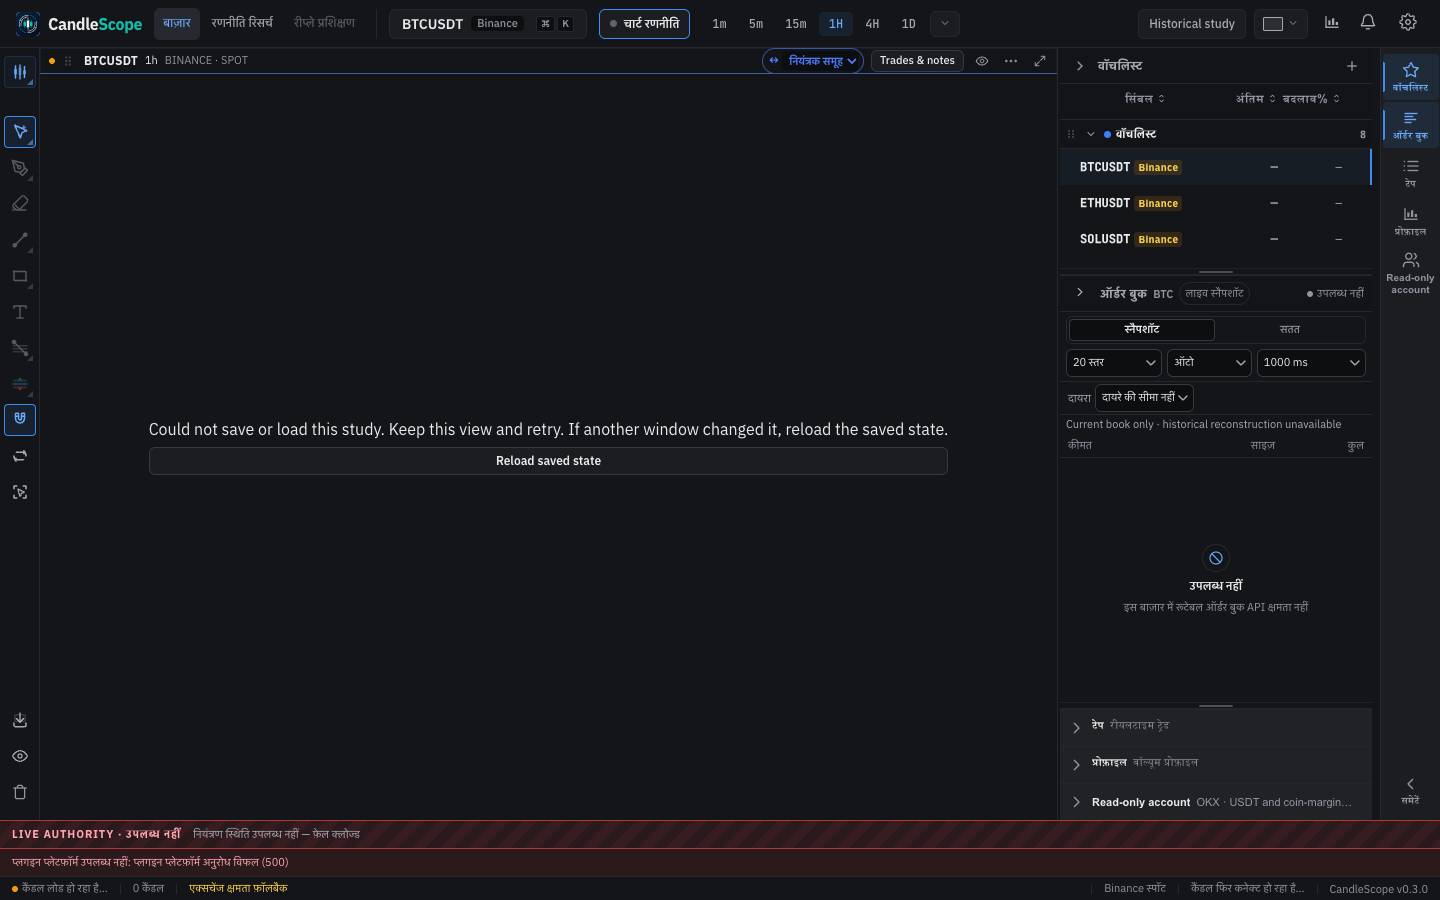 CandleScope बाज़ार रणनीति रिसर्च रीप्ले प्रशिक्षण BTCUSDT Binance ⌘ K चार्ट रणनीति 1m 5m 15m 1H 4H 1D Historical study
BTCUSDT 1h BINANCE · SPOT नियंत्रक समूह Trades & notes
वॉचलिस्ट
सिंबल अंतिम बदलाव%
वॉचलिस्ट 8
BTCUSDT Binance — —
ETHUSDT Binance — —
SOLUSDT Binance — —
ऑर्डर बुक BTC लाइव स्नैपशॉट उपलब्ध नहीं
स्नैपशॉट सतत
20 स्तर ऑटो 1000 ms
दायरा दायरे की सीमा नहीं
Current book only · historical reconstruction unavailable
कीमत साइज़ कुल
उपलब्ध नहीं
इस बाज़ार में रूटेबल ऑर्डर बुक API क्षमता नहीं
टेप रीयलटाइम ट्रेड
प्रोफ़ाइल वॉल्यूम प्रोफ़ाइल
Read-only account OKX · USDT and coin-margin…
वॉचलिस्ट
ऑर्डर बुक
टेप
प्रोफ़ाइल
Read-only
account
समेटें
Could not save or load this study. Keep this view and retry. If another window changed it, reload the saved state.
Reload saved state
LIVE AUTHORITY · उपलब्ध नहीं नियंत्रण स्थिति उपलब्ध नहीं — फ़ेल क्लोज्ड
प्लगइन प्लेटफ़ॉर्म उपलब्ध नहीं: प्लगइन प्लेटफ़ॉर्म अनुरोध विफल (500)
कैंडल लोड हो रहा है… 0 कैंडल एक्सचेंज क्षमता फ़ॉलबैक Binance स्पॉट कैंडल फिर कनेक्ट हो रहा है… CandleScope v0.3.0